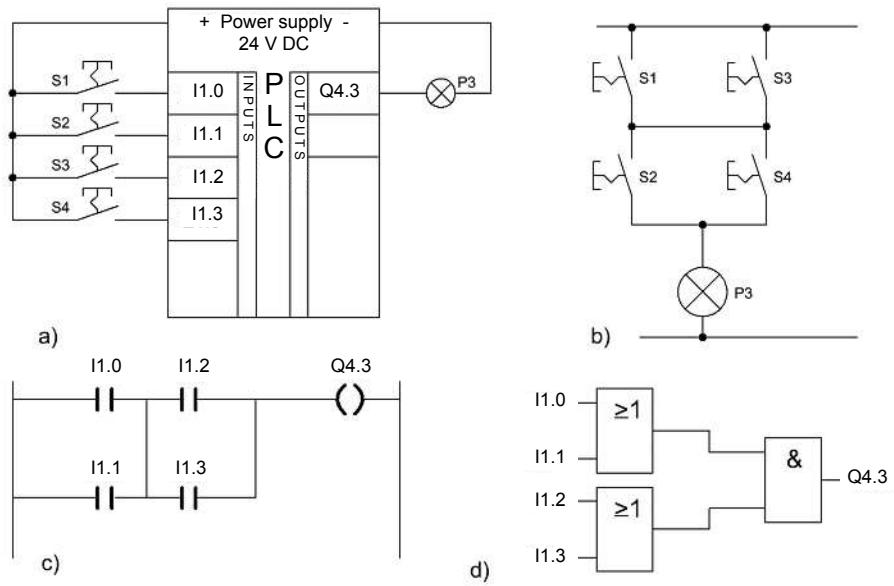 + Power supply -
24 V DC
S1
I1.0
S2
I1.1
S3
I1.2
S4
I1.3
INPUTS
PLC
OUTPUTS
Q4.3
P3
a)
S1
S3
S2
S4
P3
b)
I1.0
I1.2
Q4.3
I1.1
I1.3
c)
I1.0
≥1
I1.1
&
Q4.3
I1.2
≥1
I1.3
d)